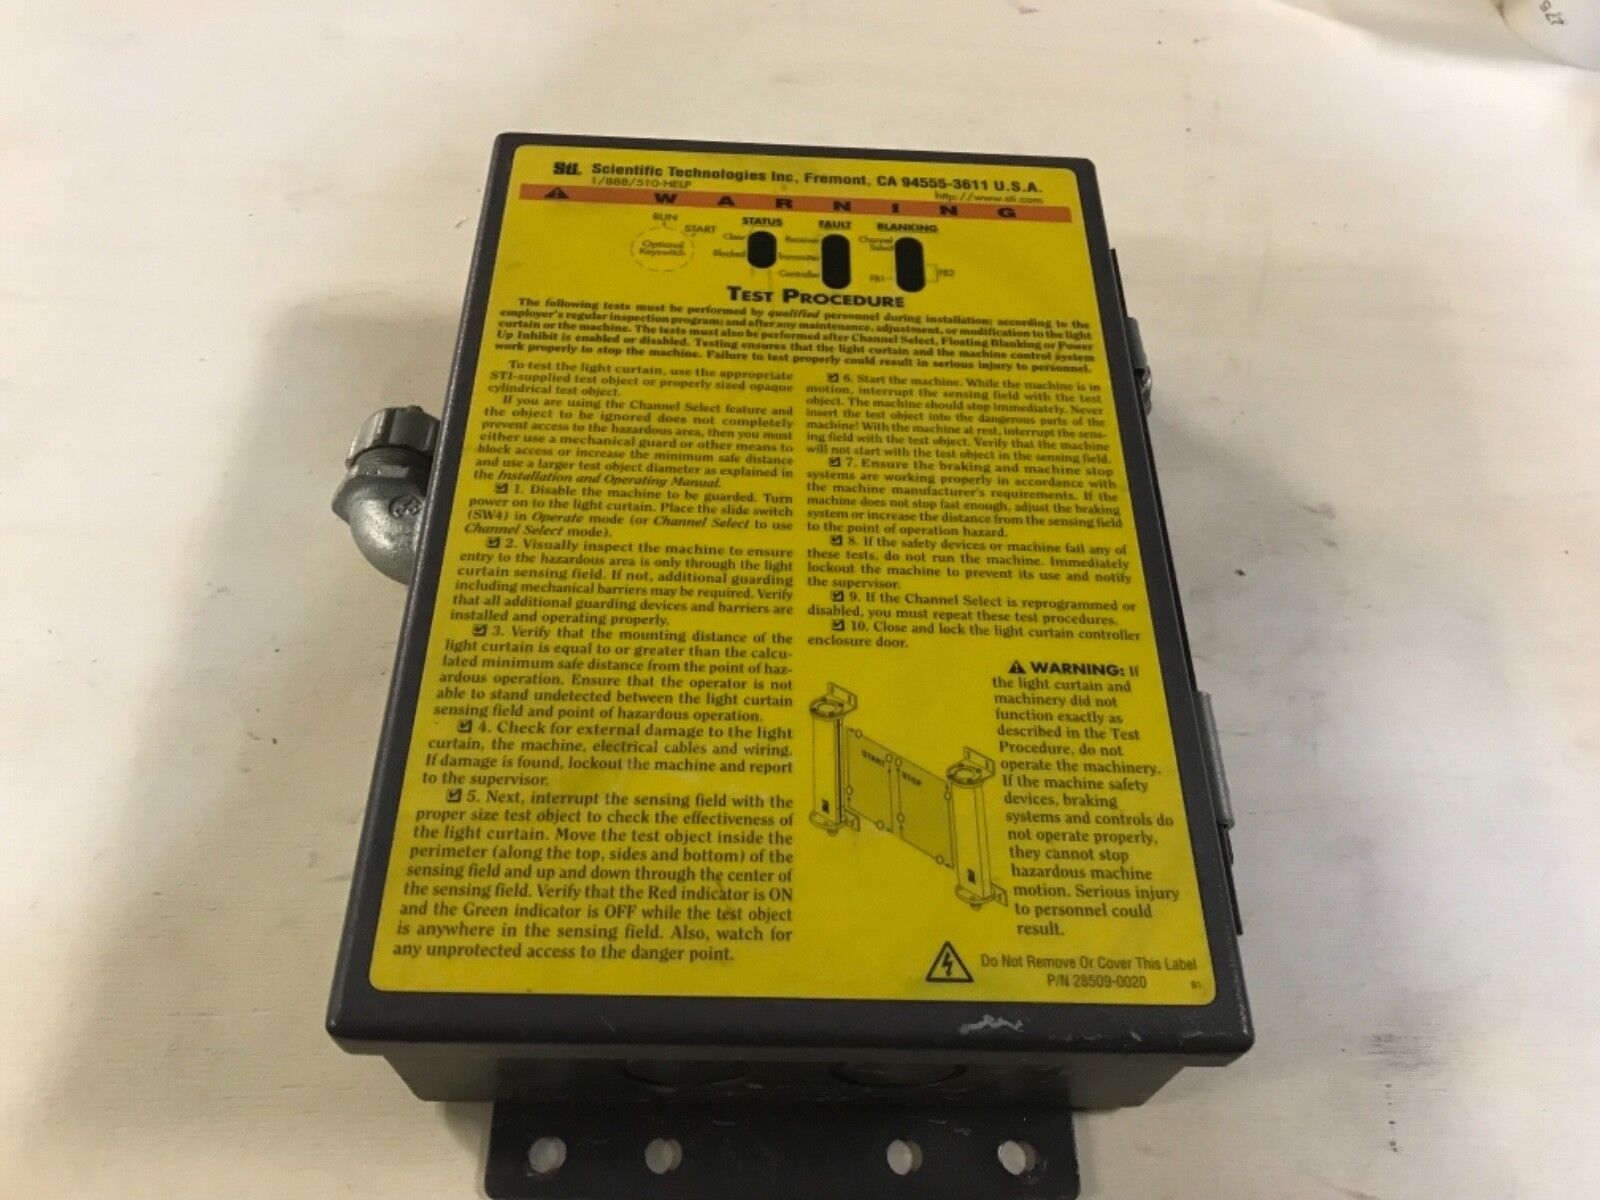 STI. Scientific Technologies Inc, Fremont, CA 94555-3611 U.S.A.
1/888/510-HELP http://www.sti.com
WARNING
RUN
START
Optional
Keyswitch
STATUS
Clear
Blocked
FAULT
Receiver
Transmitter
Controller
BLANKING
Channel
Select
FB1
FB2
TEST PROCEDURE
The following tests must be performed by qualified personnel during installation; according to the
employer's regular inspection program; and after any maintenance, adjustment, or modification to the light
curtain or the machine. The tests must also be performed after Channel Select, Floating Blanking or Power
Up Inhibit is enabled or disabled. Testing ensures that the light curtain and the machine control system
work properly to stop the machine. Failure to test properly could result in serious injury to personnel.
To test the light curtain, use the appropriate
STI-supplied test object or properly sized opaque
cylindrical test object.
If you are using the Channel Select feature and
the object to be ignored does not completely
prevent access to the hazardous area, then you must
either use a mechanical guard or other means to
block access or increase the minimum safe distance
and use a larger test object diameter as explained in
the Installation and Operating Manual.
1. Disable the machine to be guarded. Turn
power on to the light curtain. Place the slide switch
(SW4) in Operate mode (or Channel Select to use
Channel Select mode).
2. Visually inspect the machine to ensure
entry to the hazardous area is only through the light
curtain sensing field. If not, additional guarding
including mechanical barriers may be required. Verify
that all additional guarding devices and barriers are
installed and operating properly.
3. Verify that the mounting distance of the
light curtain is equal to or greater than the calcu-
lated minimum safe distance from the point of haz-
ardous operation. Ensure that the operator is not
able to stand undetected between the light curtain
sensing field and point of hazardous operation.
4. Check for external damage to the light
curtain, the machine, electrical cables and wiring.
If damage is found, lockout the machine and report
to the supervisor.
5. Next, interrupt the sensing field with the
proper size test object to check the effectiveness of
the light curtain. Move the test object inside the
perimeter (along the top, sides and bottom) of the
sensing field and up and down through the center of
the sensing field. Verify that the Red indicator is ON
and the Green indicator is OFF while the test object
is anywhere in the sensing field. Also, watch for
any unprotected access to the danger point.
6. Start the machine. While the machine is in
motion, interrupt the sensing field with the test
object. The machine should stop immediately. Never
insert the test object into the dangerous parts of the
machine! With the machine at rest, interrupt the sens-
ing field with the test object. Verify that the machine
will not start with the test object in the sensing field.
7. Ensure the braking and machine stop
systems are working properly in accordance with
the machine manufacturer's requirements. If the
machine does not stop fast enough, adjust the braking
system or increase the distance from the sensing field
to the point of operation hazard.
8. If the safety devices or machine fail any of
these tests, do not run the machine. Immediately
lockout the machine to prevent its use and notify
the supervisor.
9. If the Channel Select is reprogrammed or
disabled, you must repeat these test procedures.
10. Close and lock the light curtain controller
enclosure door.
WARNING: If
the light curtain and
machinery did not
function exactly as
described in the Test
Procedure, do not
operate the machinery.
If the machine safety
devices, braking
systems and controls do
not operate properly,
they cannot stop
hazardous machine
motion. Serious injury
to personnel could
result.
START
STOP
Do Not Remove Or Cover This Label
P/N 28509-0020
B1
275